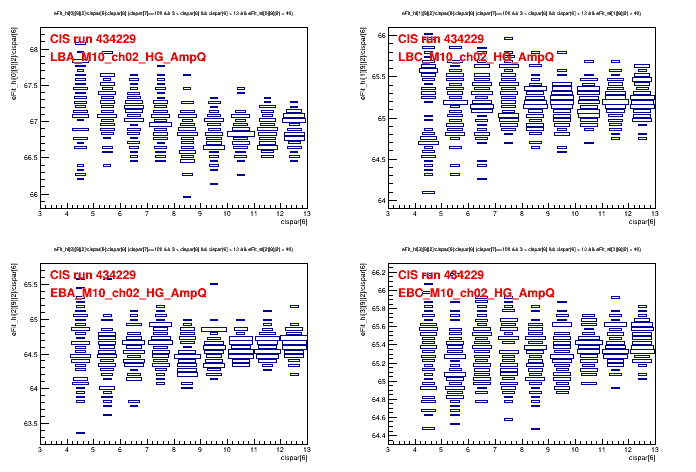 CIS run 434229
LBA_M10_ch02_HG_AmpQ
68
67.5
67
66.5
66
3 4 5 6 7 8 9 10 11 12 13
cispar[6]
CIS run 434229
LBC_M10_ch02_HG_AmpQ
66
65.5
65
64.5
64
3 4 5 6 7 8 9 10 11 12 13
cispar[6]
CIS run 434229
EBA_M10_ch02_HG_AmpQ
65.5
65
64.5
64
63.5
3 4 5 6 7 8 9 10 11 12 13
cispar[6]
CIS run 434229
EBC_M10_ch02_HG_AmpQ
66.2
66
65.8
65.6
65.4
65.2
65
64.8
64.6
64.4
3 4 5 6 7 8 9 10 11 12 13
cispar[6]